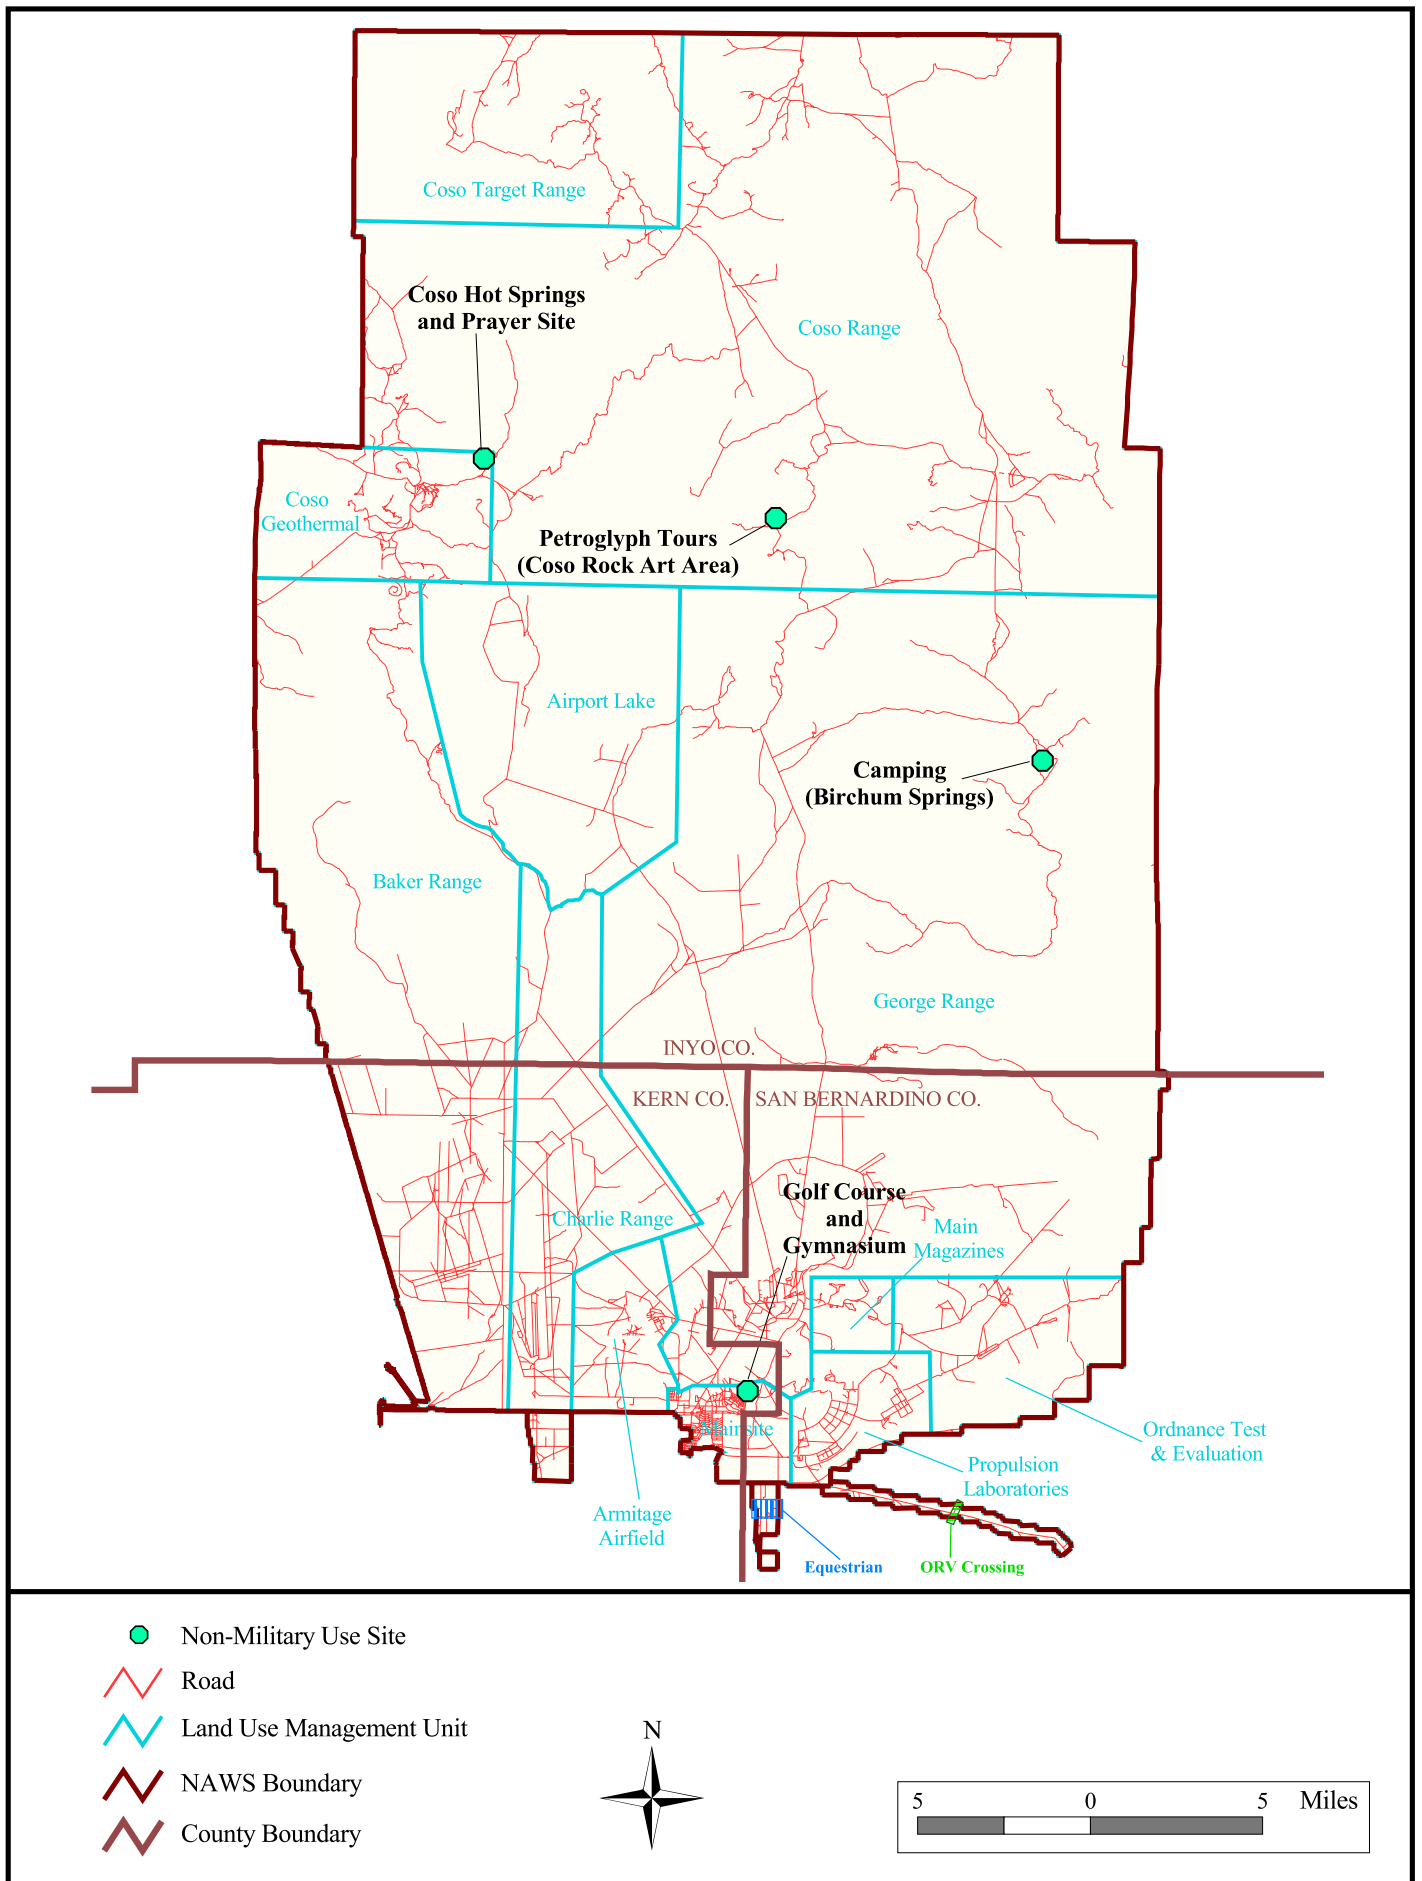 Coso Target Range
Coso Hot Springs
and Prayer Site
Coso Range
Coso
Geothermal
Petroglyph Tours
(Coso Rock Art Area)
Airport Lake
Camping
(Birchum Springs)
Baker Range
George Range
INYO CO.
KERN CO.
SAN BERNARDINO CO.
Golf Course
and
Gymnasium
Charlie Range
Main
Magazines
Mainsite
Ordnance Test
& Evaluation
Propulsion
Laboratories
Armitage
Airfield
Equestrian
ORV Crossing
Non-Military Use Site
Road
Land Use Management Unit
NAWS Boundary
County Boundary
N
5 0 5 Miles